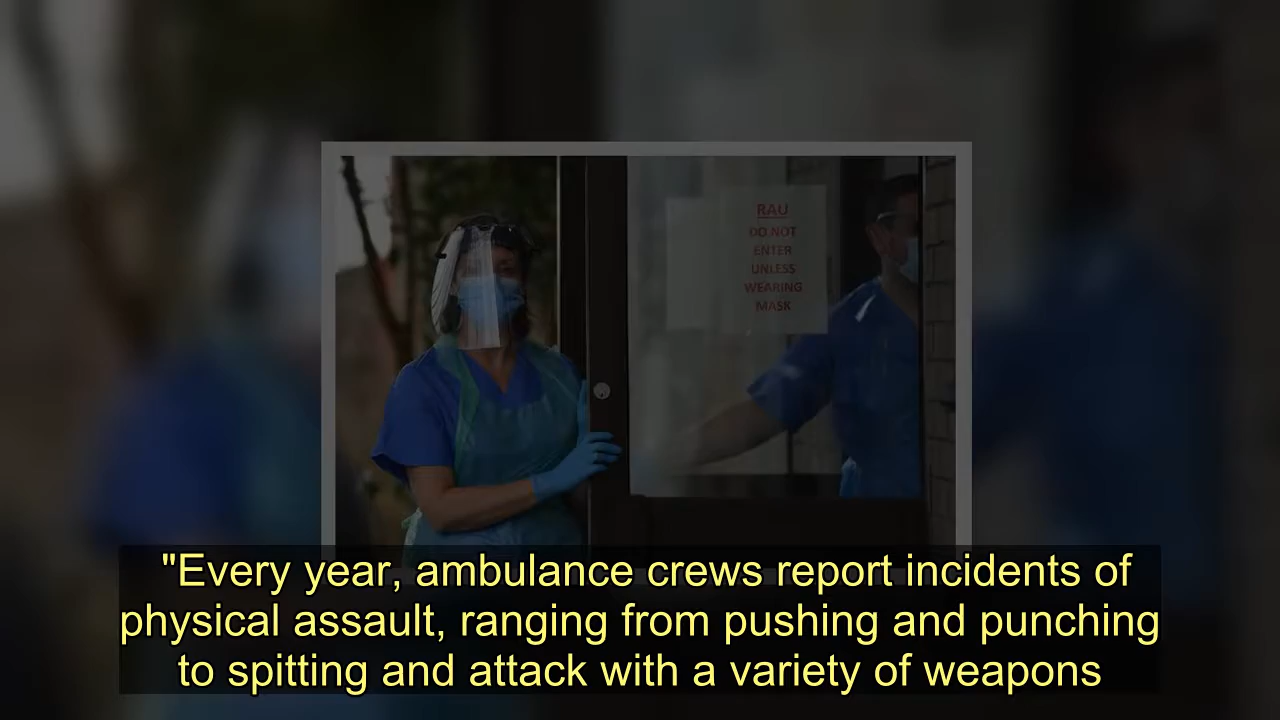 RAU
DO NOT
ENTER
UNLESS
WEARING
MASK
"Every year, ambulance crews report incidents of
physical assault, ranging from pushing and punching
to spitting and attack with a variety of weapons